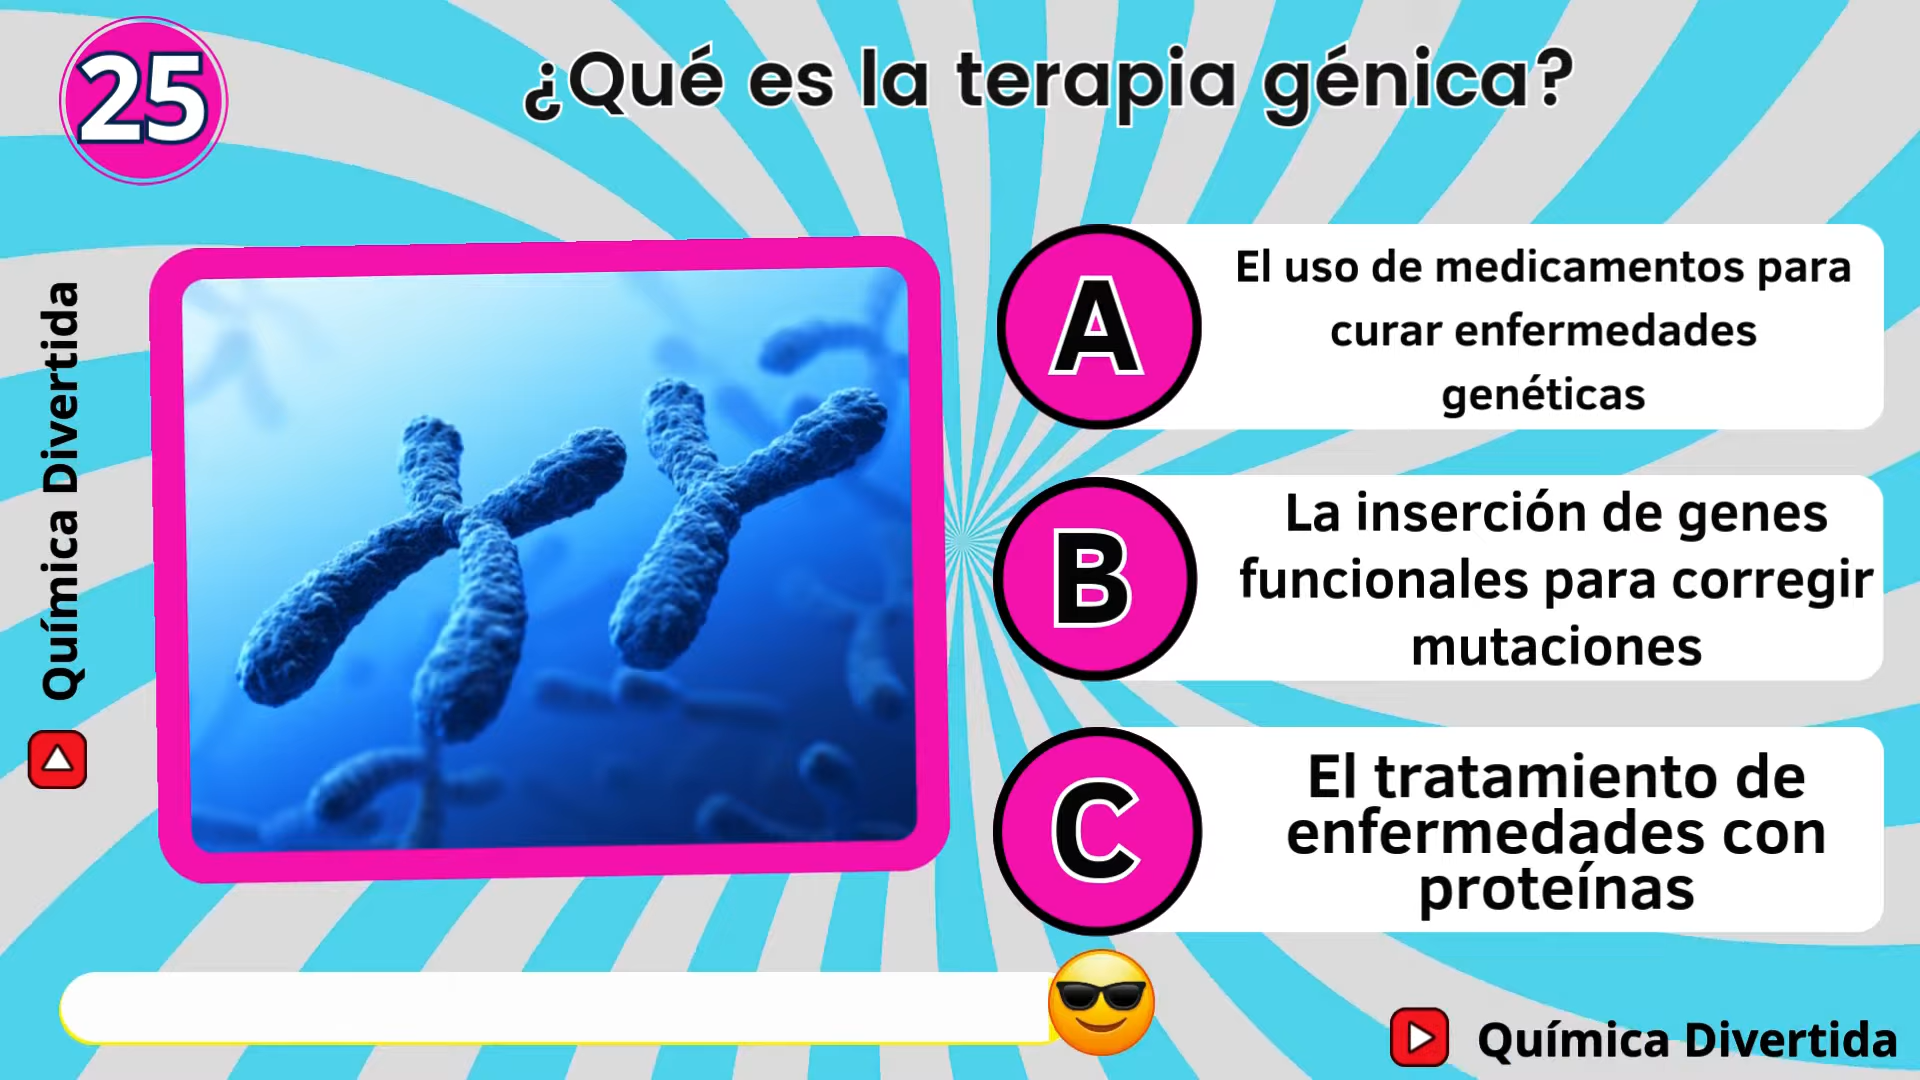 25
¿Qué es la terapia génica?
A
El uso de medicamentos para
curar enfermedades
genéticas
B
La inserción de genes
funcionales para corregir
mutaciones
C
El tratamiento de
enfermedades con
proteínas
Química Divertida
Química Divertida